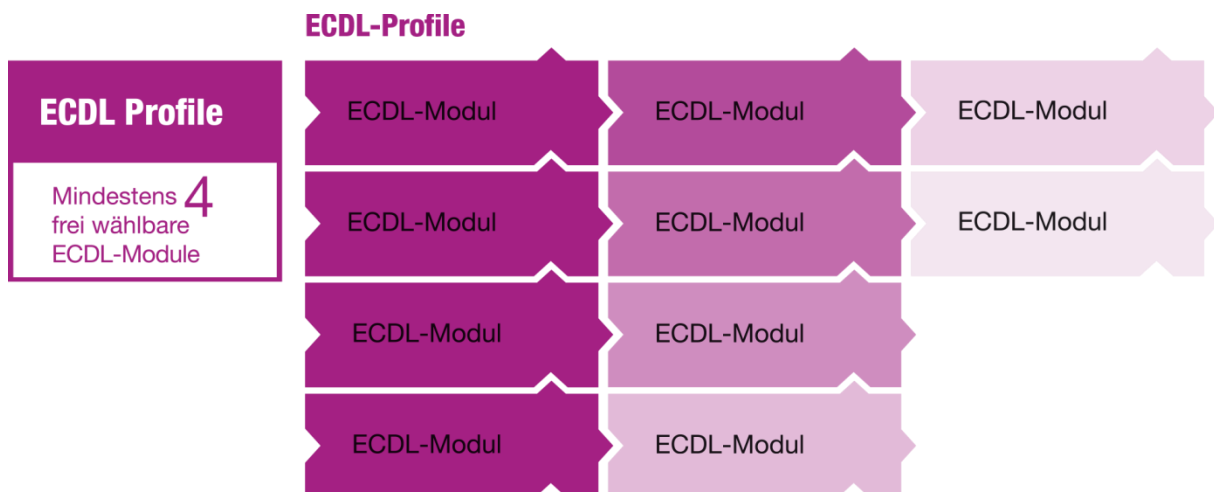 ECDL-Profile
ECDL Profile
Mindestens 4
frei wählbare
ECDL-Module
ECDL-Modul
ECDL-Modul
ECDL-Modul
ECDL-Modul
ECDL-Modul
ECDL-Modul
ECDL-Modul
ECDL-Modul
ECDL-Modul
ECDL-Modul